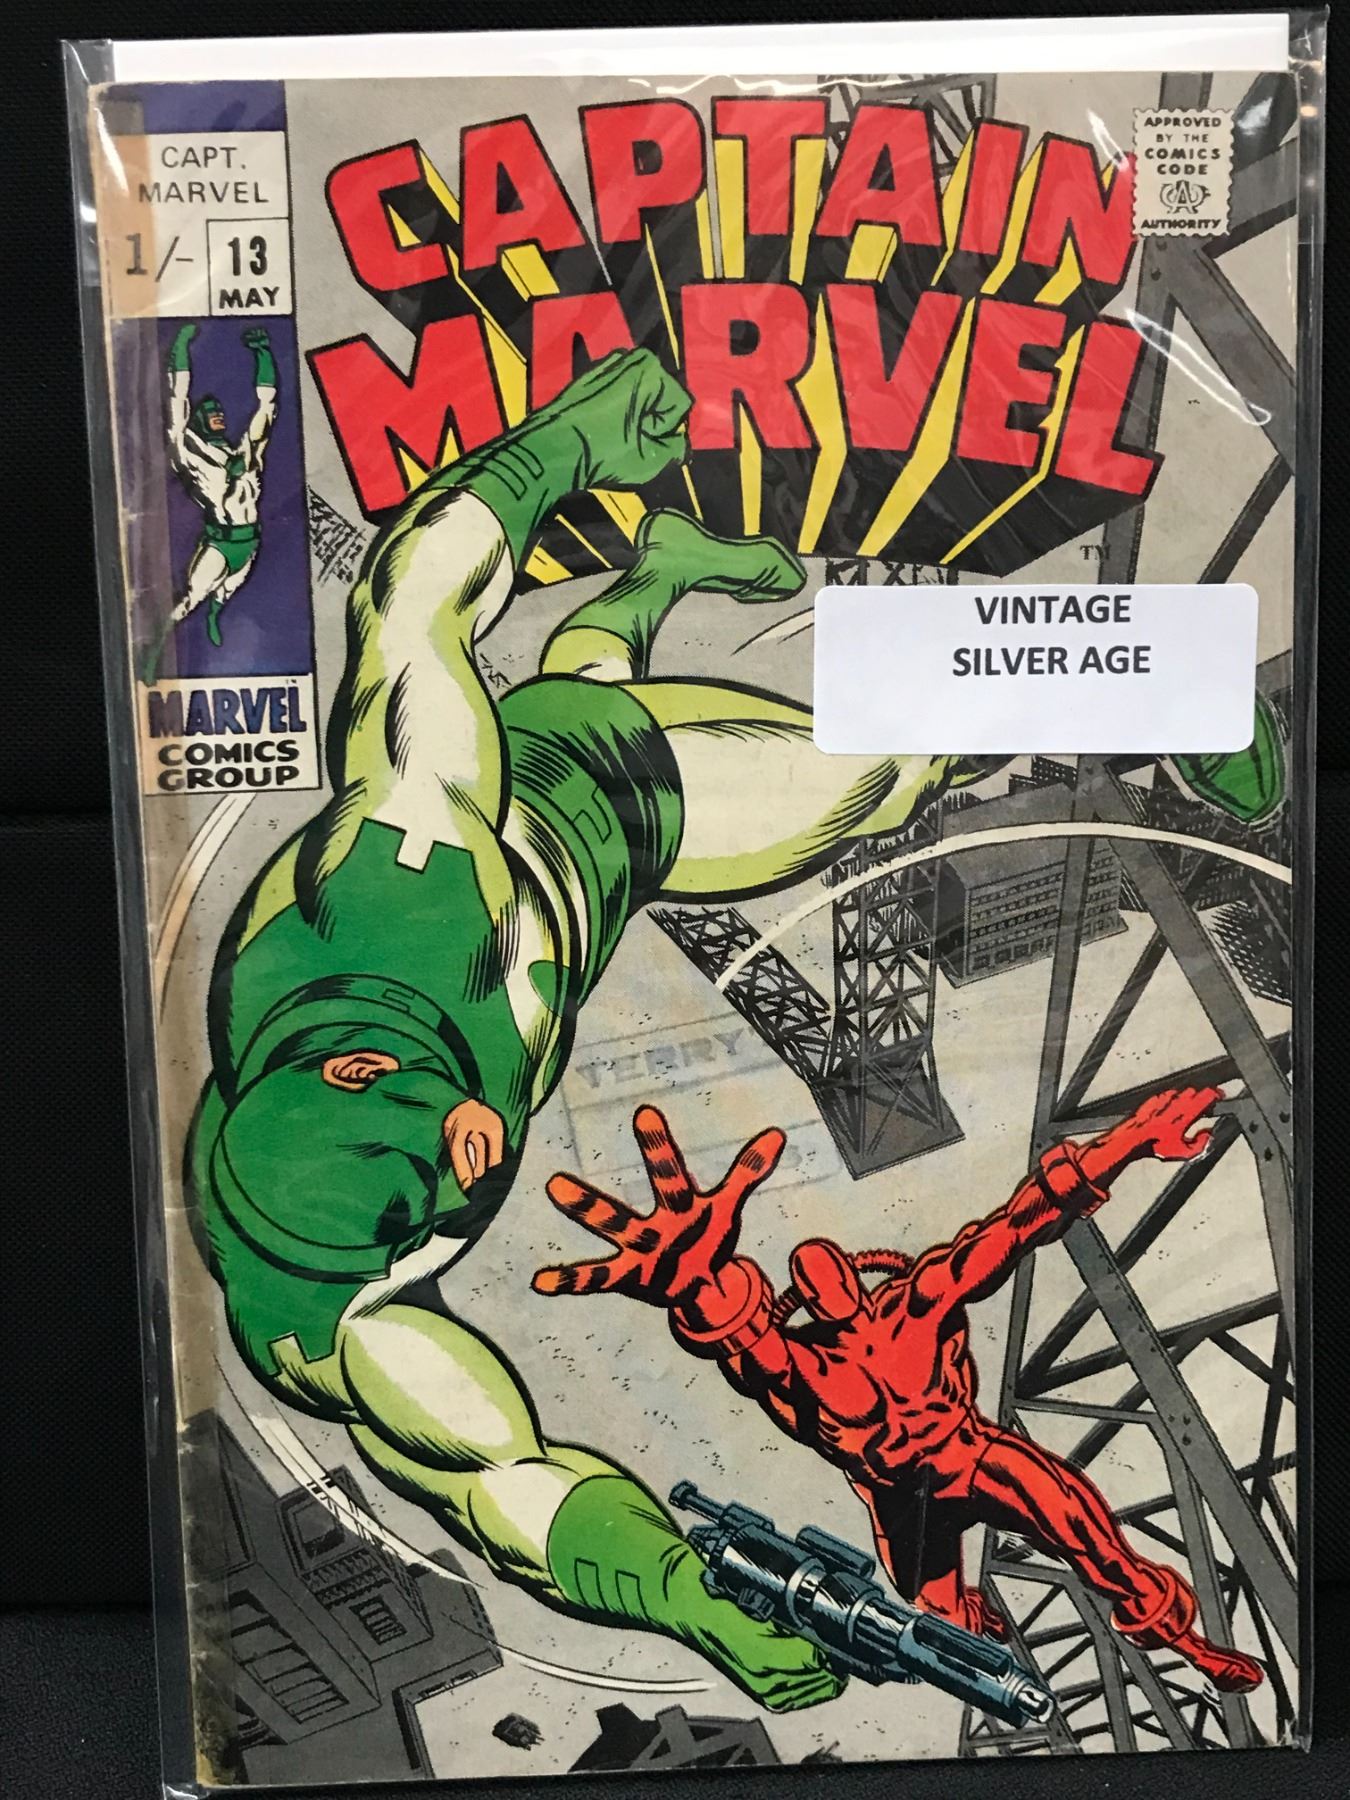 CAPT.
MARVEL
1/-
13
MAY
MARVEL
COMICS
GROUP
CAPTAIN
MARVEL
TM
APPROVED
BY THE
COMICS
CODE
AUTHORITY
VINTAGE
SILVER AGE
TERRY'